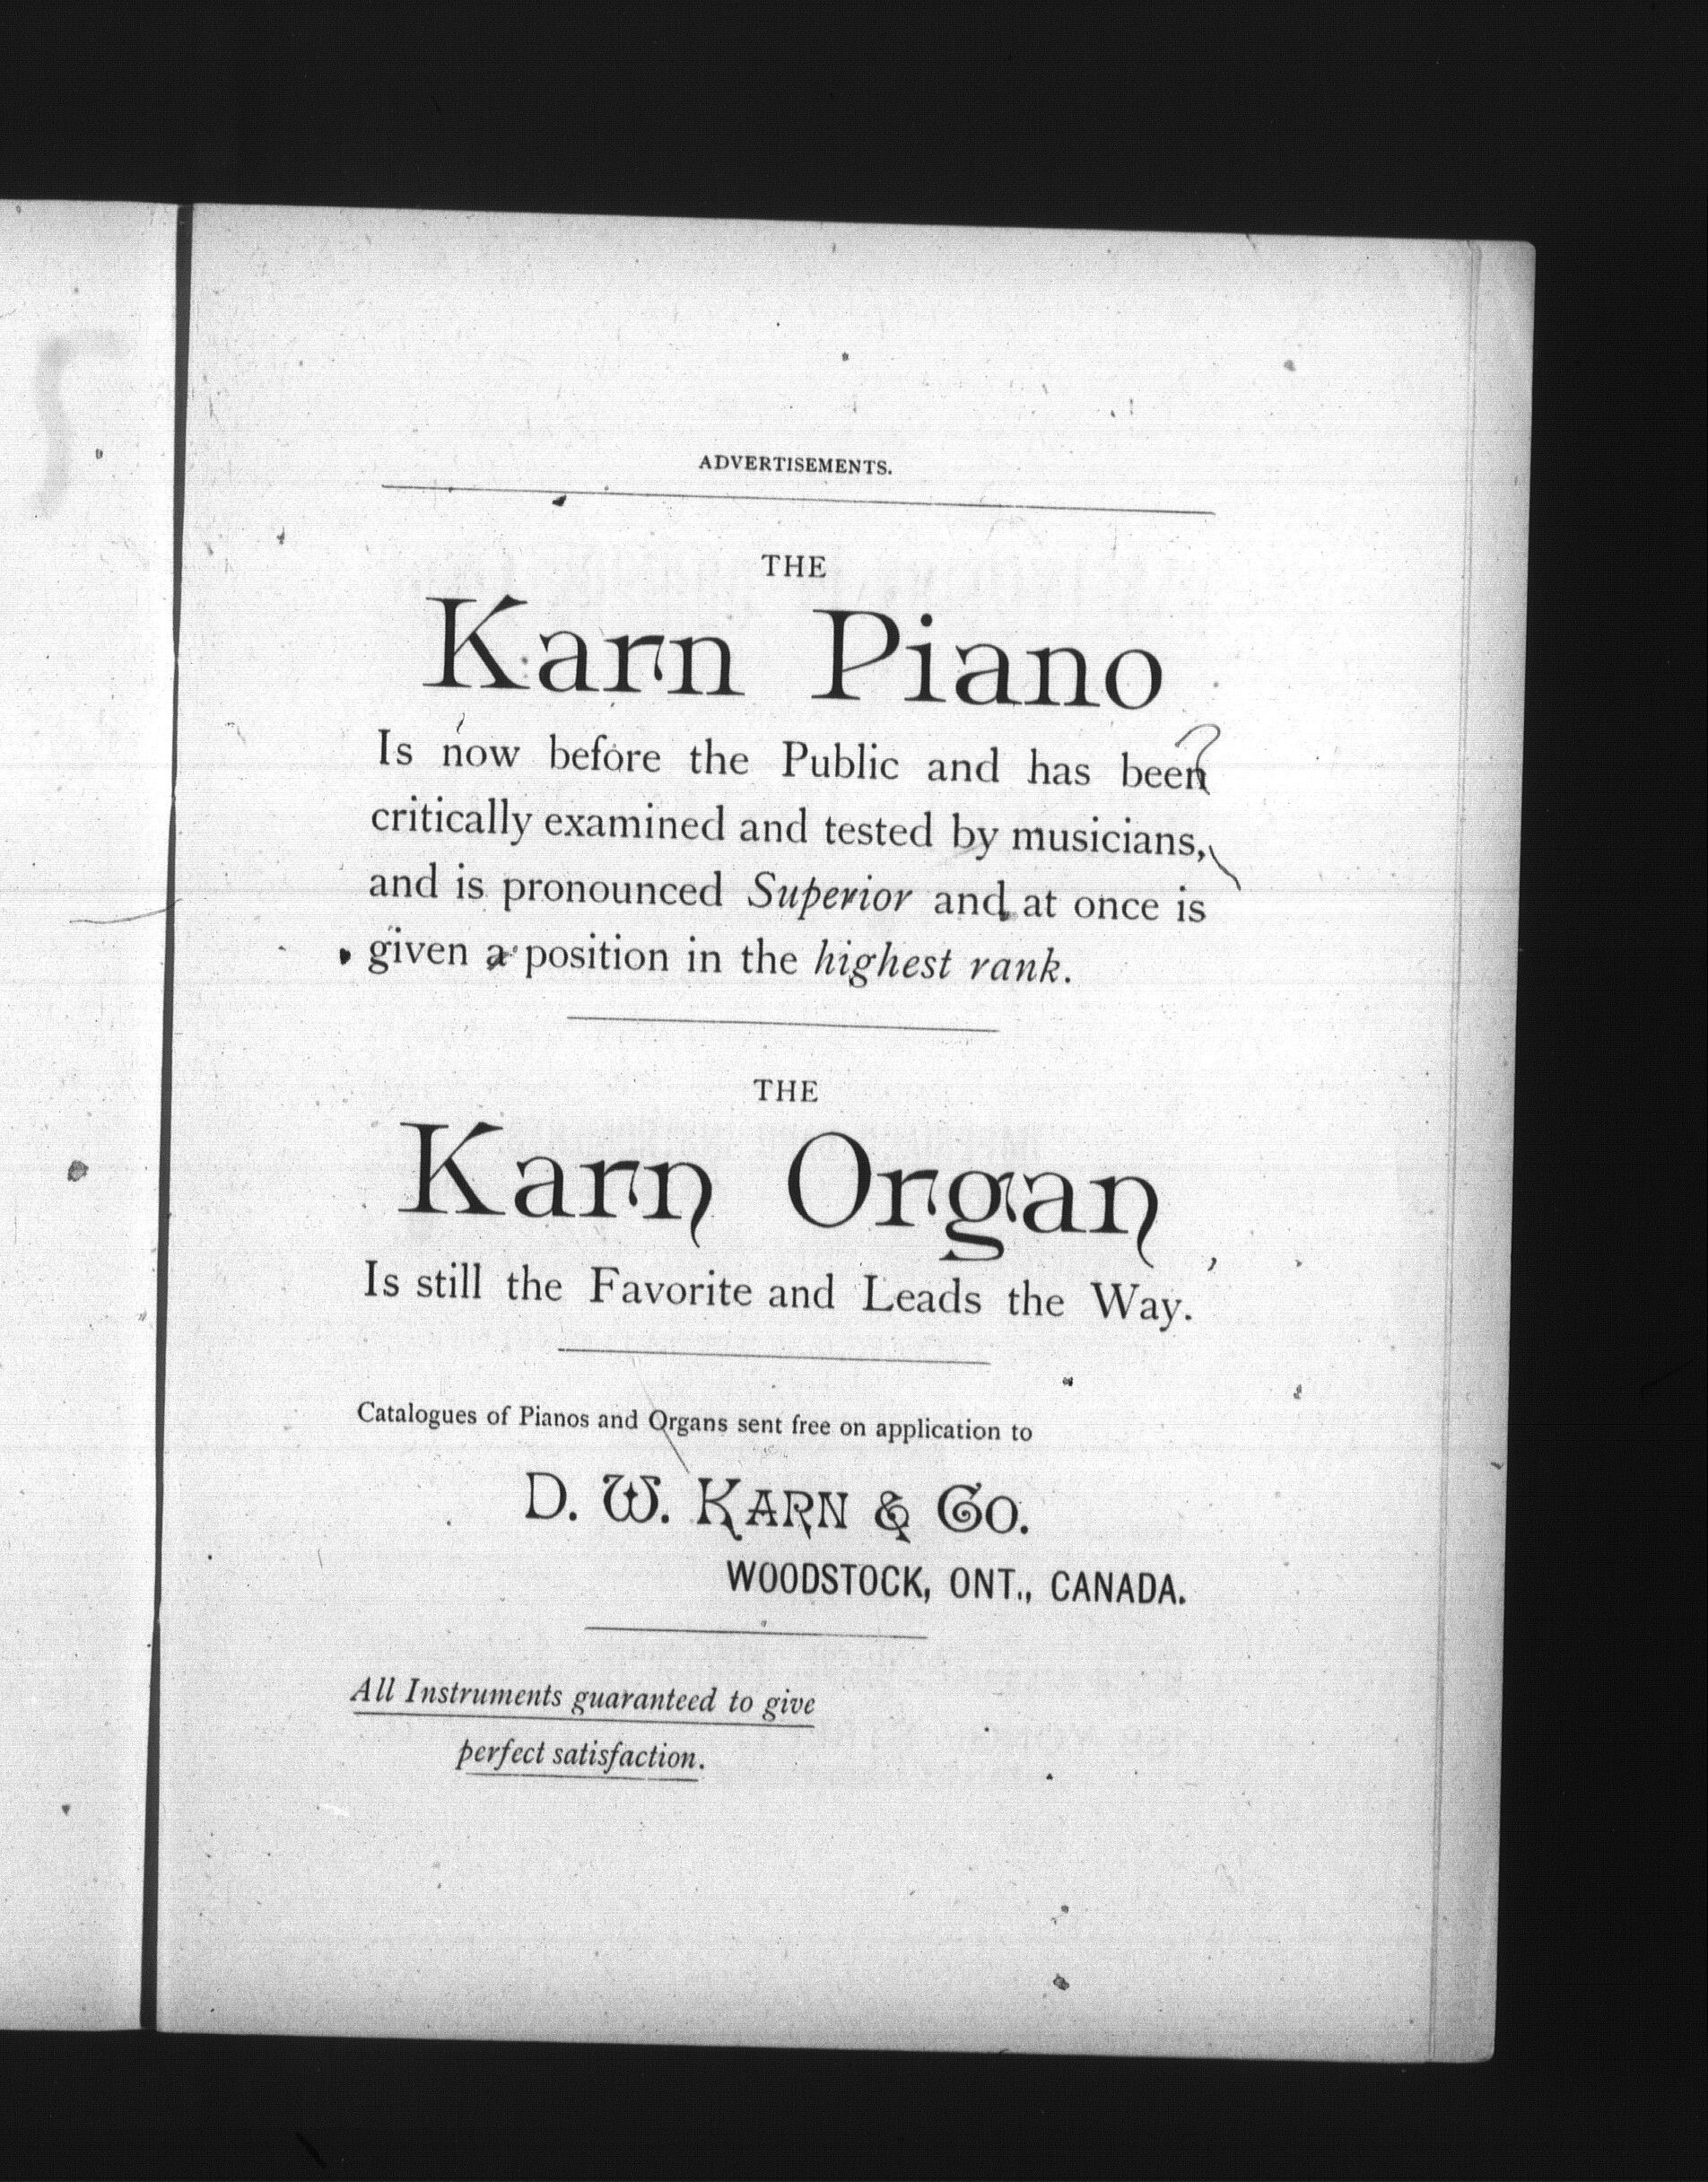 ADVERTISEMENTS.
THE
Karn Piano
Is now before the Public and has been
critically examined and tested by musicians,
and is pronounced Superior and at once is
given a position in the highest rank.
THE
Karn Organ
Is still the Favorite and Leads the Way.
Catalogues of Pianos and Organs sent free on application to
D. W. KARN & CO.
WOODSTOCK, ONT., CANADA.
All Instruments guaranteed to give
perfect satisfaction.